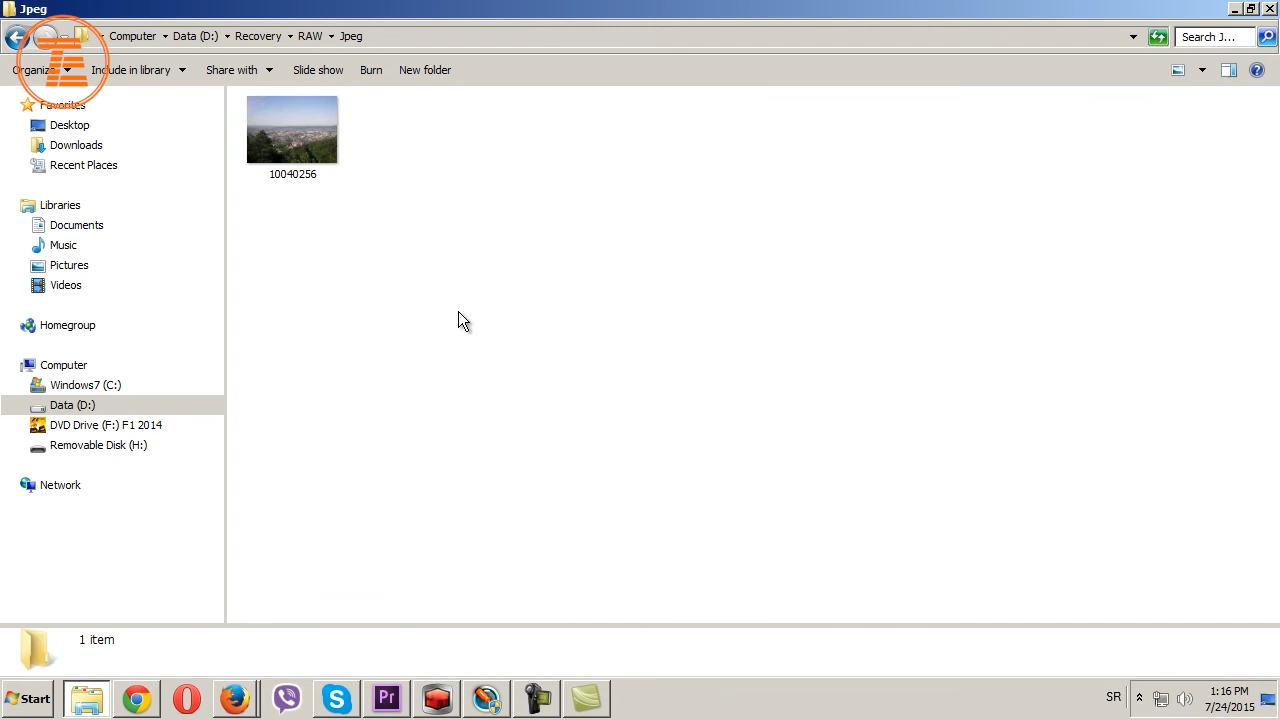 Jpeg
Computer Data (D:) Recovery RAW Jpeg
Search J...
Organize Include in library Share with Slide show Burn New folder
Favorites
Desktop
Downloads
Recent Places
Libraries
Documents
Music
Pictures
Videos
Homegroup
Computer
Windows7 (C:)
Data (D:)
DVD Drive (F:) F1 2014
Removable Disk (H:)
Network
10040256
1 item
Start
Pr
SR
1:16 PM
7/24/2015